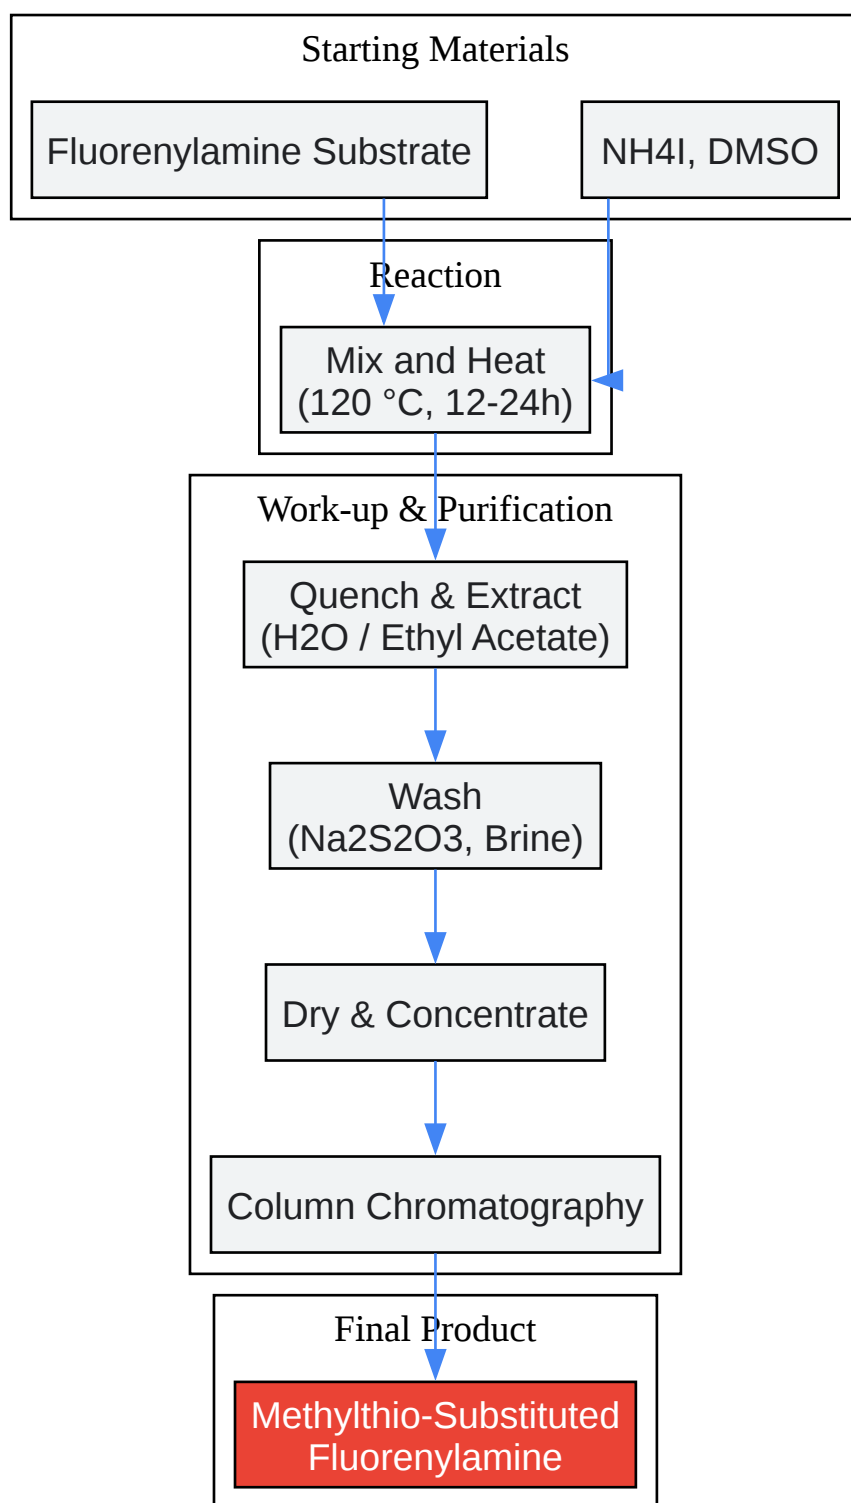 Starting Materials
Fluorenylamine Substrate
NH4I, DMSO
Reaction
Mix and Heat
(120 °C, 12-24h)
Work-up & Purification
Quench & Extract
(H2O / Ethyl Acetate)
Wash
(Na2S2O3, Brine)
Dry & Concentrate
Column Chromatography
Final Product
Methylthio-Substituted
Fluorenylamine